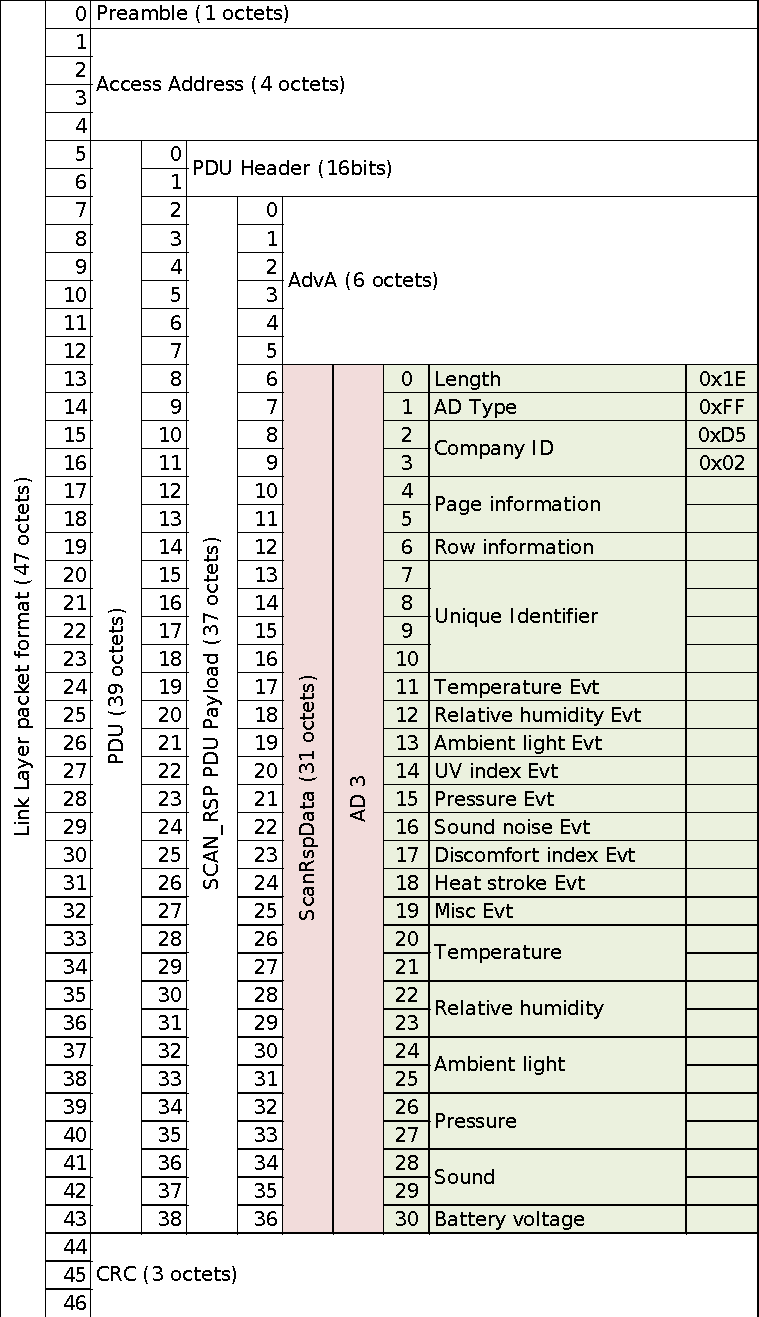 Link Layer packet format (47 octets)
0 Preamble (1 octets)
1
2
Access Address (4 octets)
3
4
PDU (39 octets)
5 0
PDU Header (16bits)
6 1
SCAN_RSP PDU Payload (37 octets)
7 2 0
8 3 1
9 4 2
AdvA (6 octets)
10 5 3
11 6 4
12 7 5
ScanRspData (31 octets)
AD 3
13 8 6 0 Length 0x1E
14 9 7 1 AD Type 0xFF
15 10 8 2 0xD5
Company ID
16 11 9 3 0x02
17 12 10 4
Page information
18 13 11 5
19 14 12 6 Row information
20 15 13 7
21 16 14 8
Unique Identifier
22 17 15 9
23 18 16 10
24 19 17 11 Temperature Evt
25 20 18 12 Relative humidity Evt
26 21 19 13 Ambient light Evt
27 22 20 14 UV index Evt
28 23 21 15 Pressure Evt
29 24 22 16 Sound noise Evt
30 25 23 17 Discomfort index Evt
31 26 24 18 Heat stroke Evt
32 27 25 19 Misc Evt
33 28 26 20
Temperature
34 29 27 21
35 30 28 22
Relative humidity
36 31 29 23
37 32 30 24
Ambient light
38 33 31 25
39 34 32 26
Pressure
40 35 33 27
41 36 34 28
Sound
42 37 35 29
43 38 36 30 Battery voltage
44
45 CRC (3 octets)
46